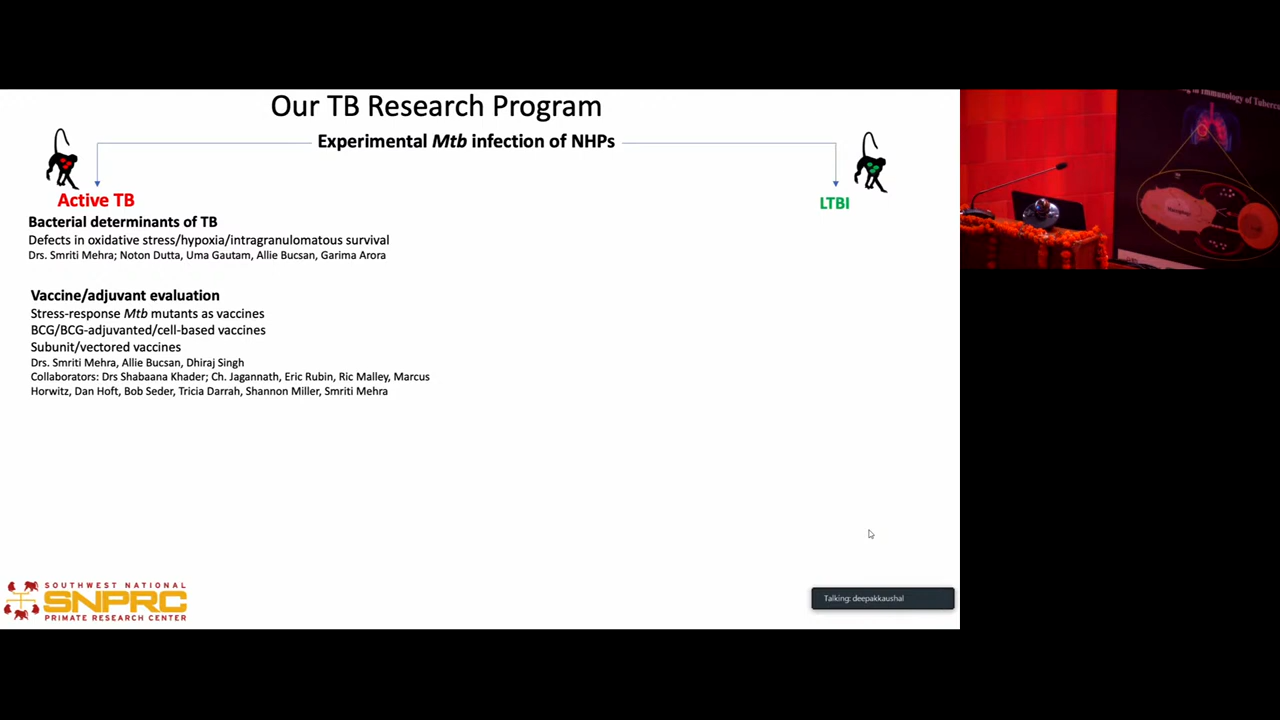 Our TB Research Program
Experimental Mtb infection of NHPs
Active TB
LTBI
Bacterial determinants of TB
Defects in oxidative stress/hypoxia/intragranulomatous survival
Drs. Smriti Mehra; Noton Dutta, Uma Gautam, Allie Bucsan, Garima Arora
Vaccine/adjuvant evaluation
Stress-response Mtb mutants as vaccines
BCG/BCG-adjuvanted/cell-based vaccines
Subunit/vectored vaccines
Drs. Smriti Mehra, Allie Bucsan, Dhiraj Singh
Collaborators: Drs Shabaana Khader; Ch. Jagannath, Eric Rubin, Ric Malley, Marcus
Horwitz, Dan Hoft, Bob Seder, Tricia Darrah, Shannon Miller, Smriti Mehra
SOUTHWEST NATIONAL
SNPRC
PRIMATE RESEARCH CENTER
Talking: deepakkaushal
to Immunology of